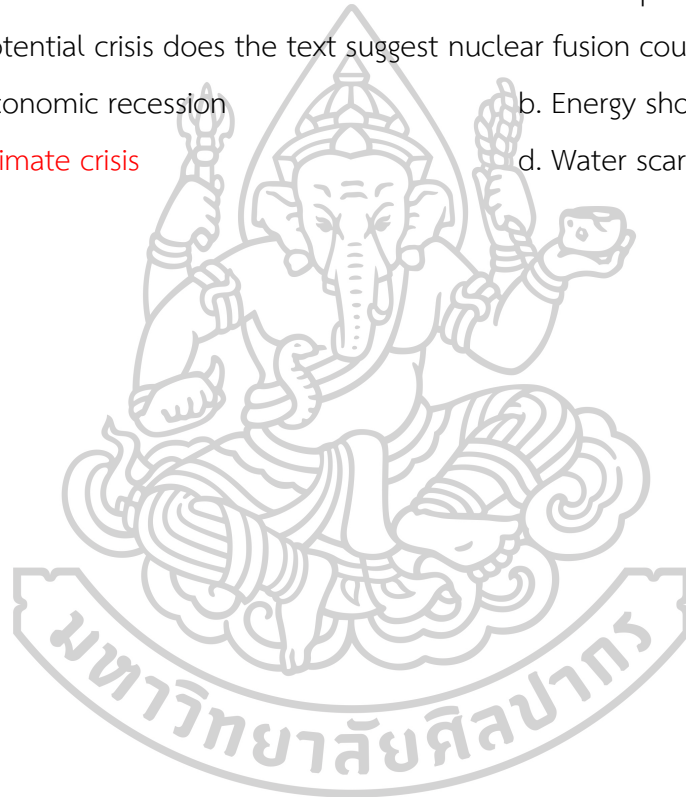 otential crisis does the text suggest nuclear fusion cou
conomic recession b. Energy sho
imate crisis d. Water scar
มหาวิทยาลัยศิลปากร